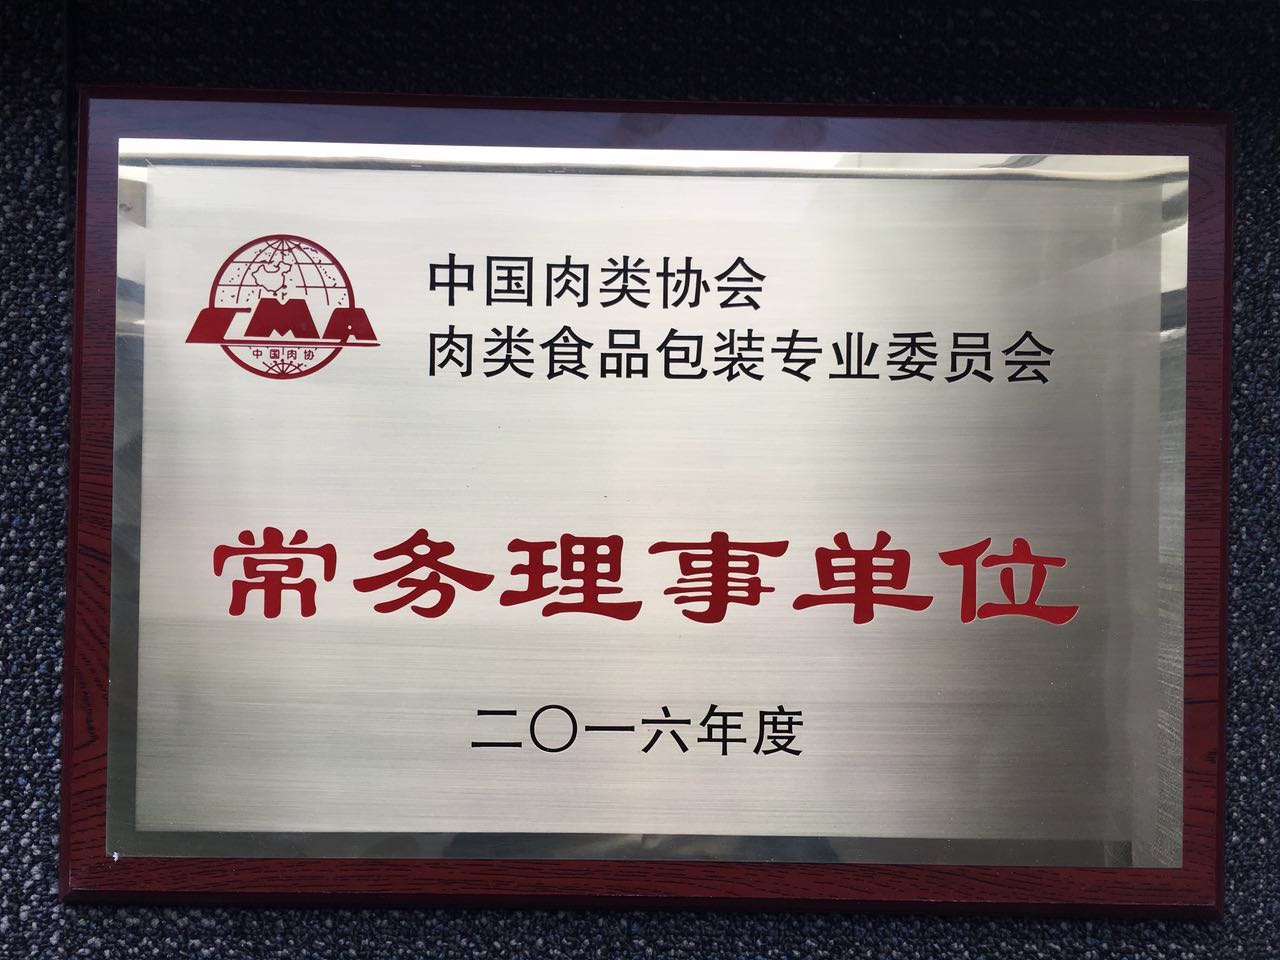 中国肉类协会
肉类食品包装专业委员会
CMA
中国肉协
常务理事单位
二〇一六年度